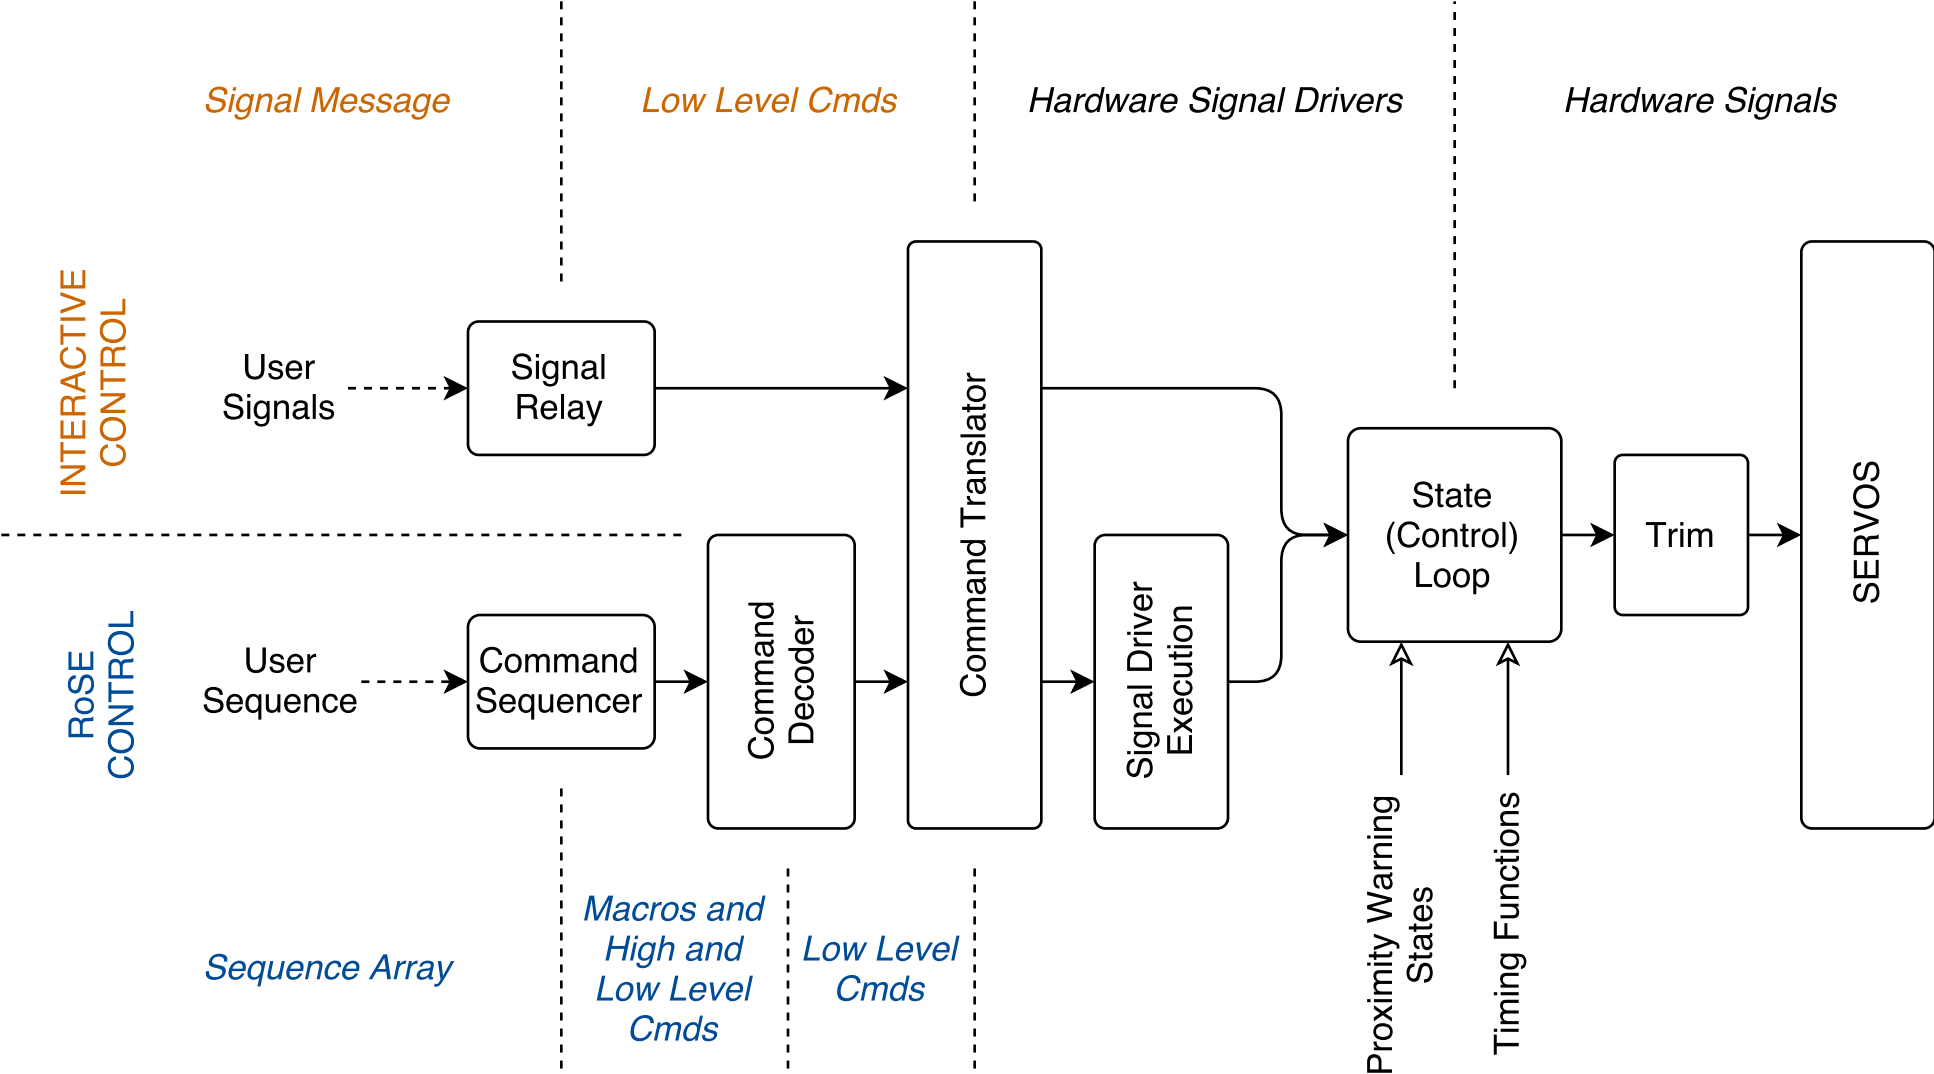 Signal Message
Low Level Cmds
Hardware Signal Drivers
Hardware Signals
INTERACTIVE
CONTROL
User
Signals
Signal
Relay
Command Translator
State
(Control)
Loop
Trim
SERVOS
RoSE
CONTROL
User
Sequence
Command
Sequencer
Command
Decoder
Signal Driver
Execution
Proximity Warning
States
Timing Functions
Sequence Array
Macros and
High and
Low Level
Cmds
Low Level
Cmds